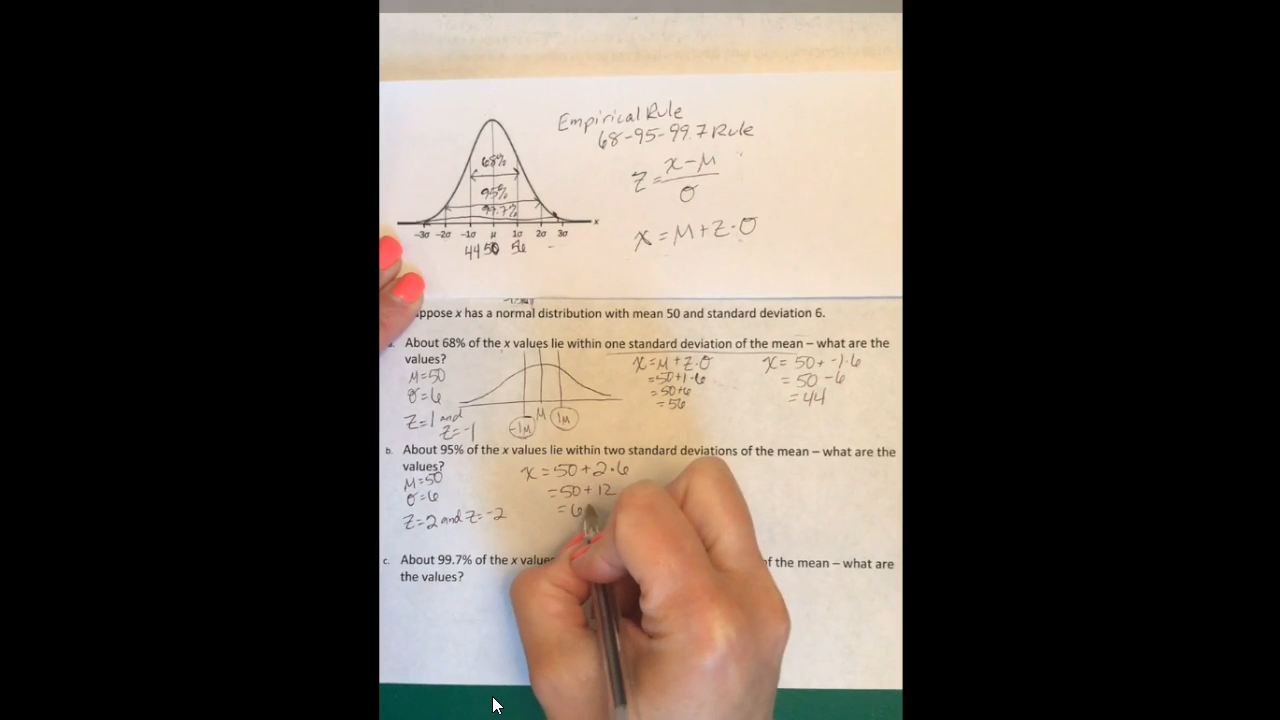 Empirical Rule
68-95-99.7 Rule
68%
95%
99.7%
z = x-μ / σ
x = μ+z·σ
-3σ -2σ -1σ μ 1σ 2σ 3σ x
44 50 56
ppose x has a normal distribution with mean 50 and standard deviation 6.
About 68% of the x values lie within one standard deviation of the mean – what are the
values?
μ=50
σ=6
z=1 and
z=-1
-1μ μ 1μ
x=μ+z·σ
=50+1·6
=50+6
=56
x= 50+ -1·6
= 50-6
= 44
b. About 95% of the x values lie within two standard deviations of the mean – what are the
values?
μ=50
σ=6
z=2 and z=-2
x=50+2·6
=50+12
=6
c. About 99.7% of the x values of the mean – what are
the values?